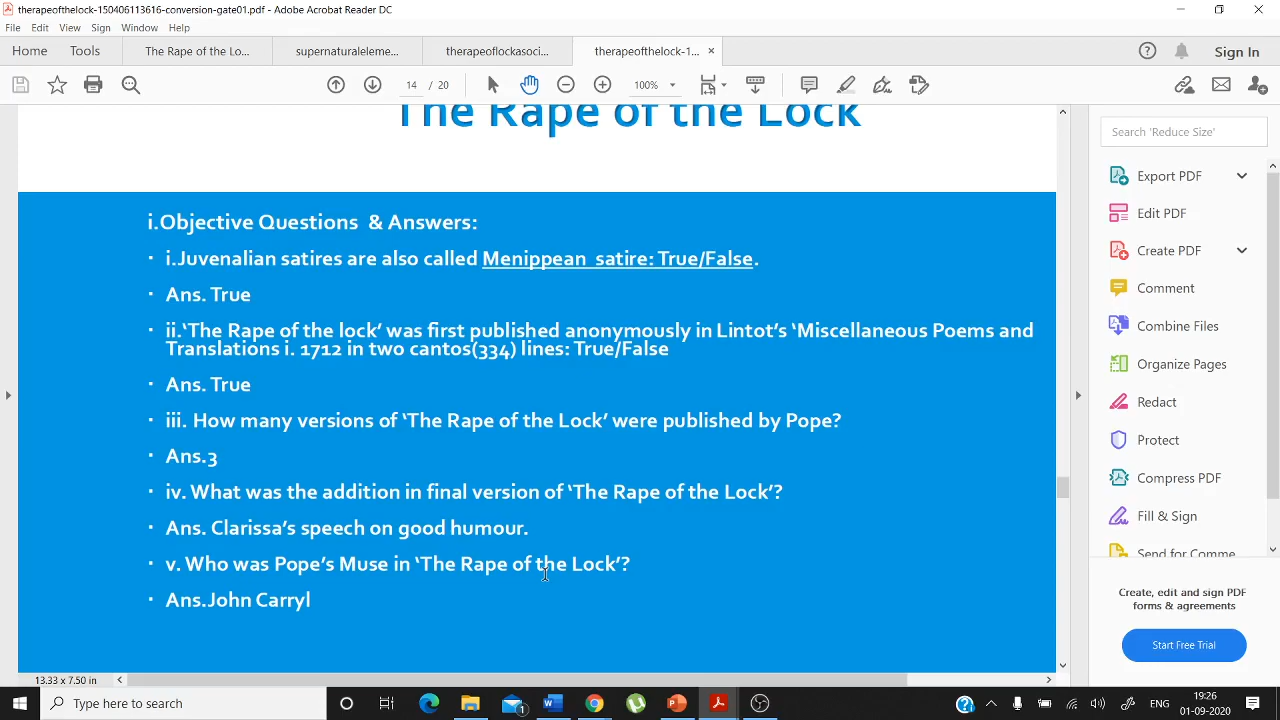 therapeofthelock-150406113616-conversion-gate01.pdf - Adobe Acrobat Reader DC
File Edit View Sign Window Help
Home Tools The Rape of the Lo... supernaturaleleme... therapeoflockasoci... therapeofthelock-1... × Sign In
14 / 20 100%
The Rape of the Lock
i.Objective Questions & Answers:
· i.Juvenalian satires are also called Menippean satire: True/False.
· Ans. True
· ii.‘The Rape of the lock’ was first published anonymously in Lintot’s ‘Miscellaneous Poems and
Translations i. 1712 in two cantos(334) lines: True/False
· Ans. True
· iii. How many versions of ‘The Rape of the Lock’ were published by Pope?
· Ans.3
· iv. What was the addition in final version of ‘The Rape of the Lock’?
· Ans. Clarissa’s speech on good humour.
· v. Who was Pope’s Muse in ‘The Rape of the Lock’?
· Ans.John Carryl
13.33 x 7.50 in
Search 'Reduce Size'
Export PDF
Edit PDF
Create PDF
Comment
Combine Files
Organize Pages
Redact
Protect
Compress PDF
Fill & Sign
Send for Comme
Create, edit and sign PDF
forms & agreements
Start Free Trial
Type here to search
1
19:26
01-09-2020